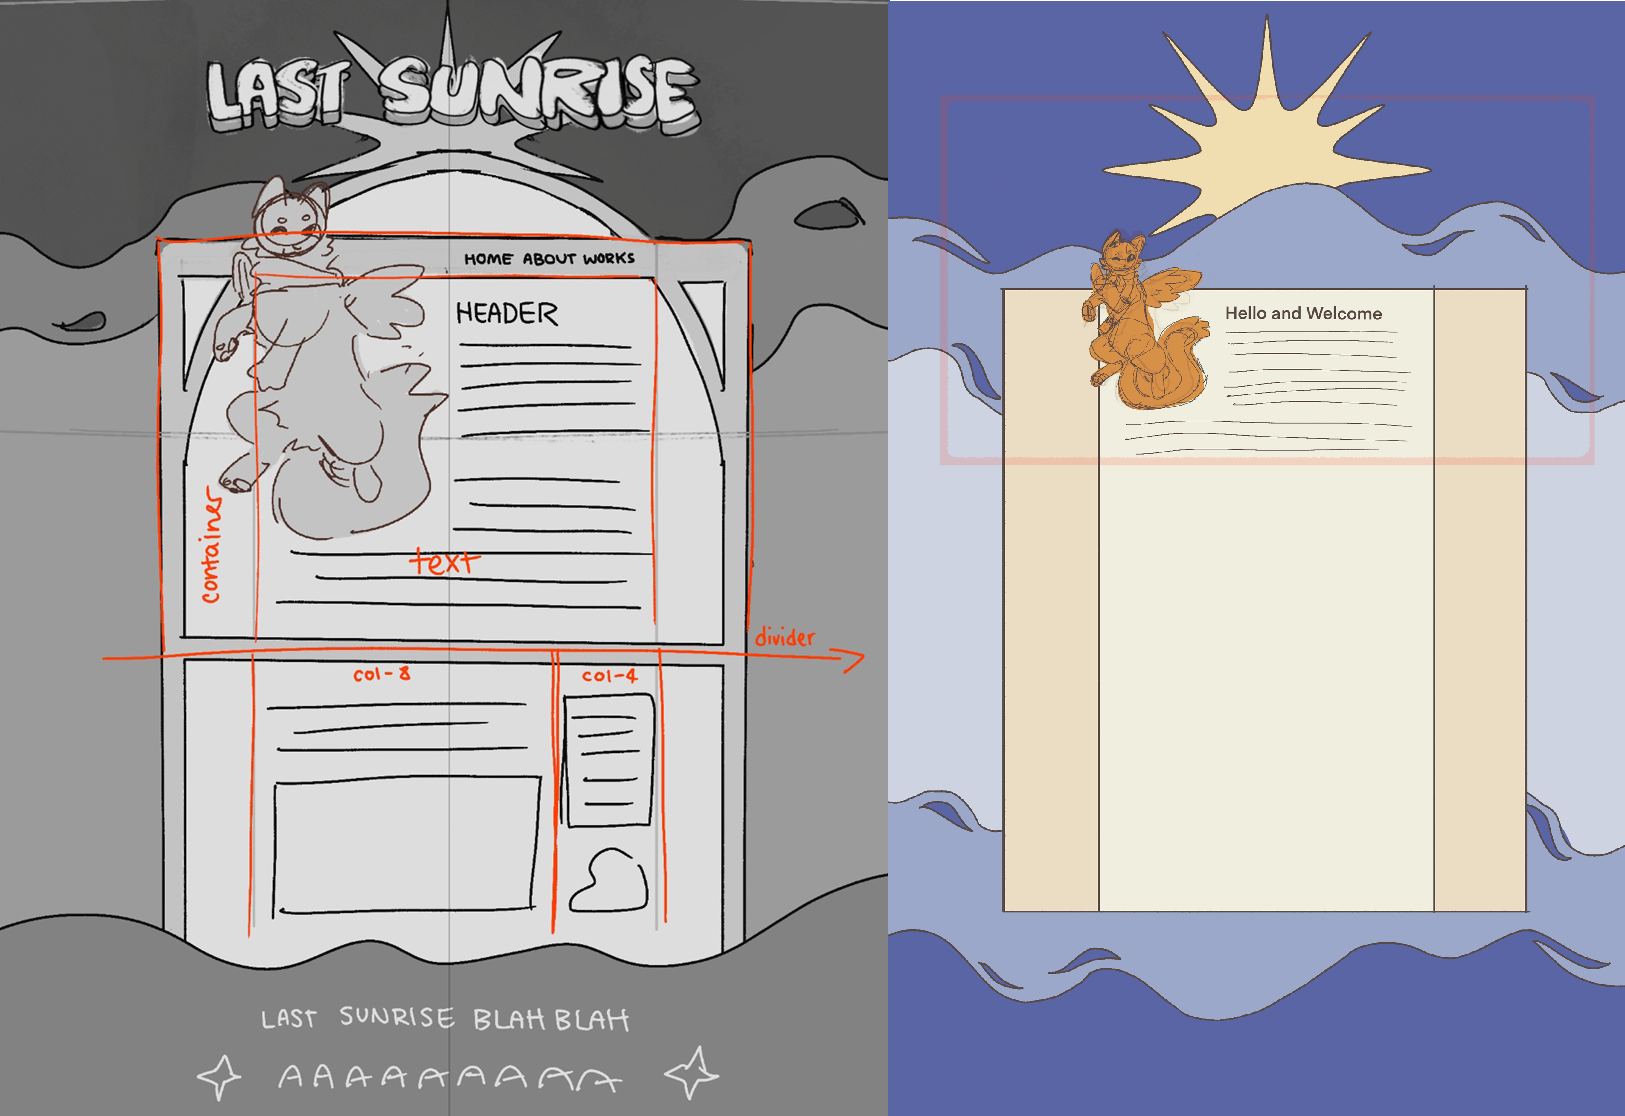 LAST SUNRISE
HOME ABOUT WORKS
HEADER
container
text
divider
col-8
col-4
LAST SUNRISE BLAH BLAH
AAAAAAAAAA
Hello and Welcome